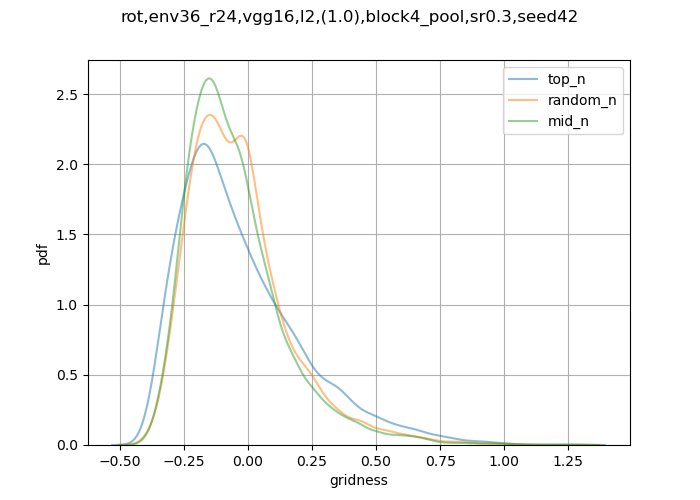 rot,env36_r24,vgg16,l2,(1.0),block4_pool,sr0.3,seed42
top_n
random_n
mid_n
2.5
2.0
1.5
1.0
0.5
0.0
pdf
−0.50 −0.25 0.00 0.25 0.50 0.75 1.00 1.25
gridness